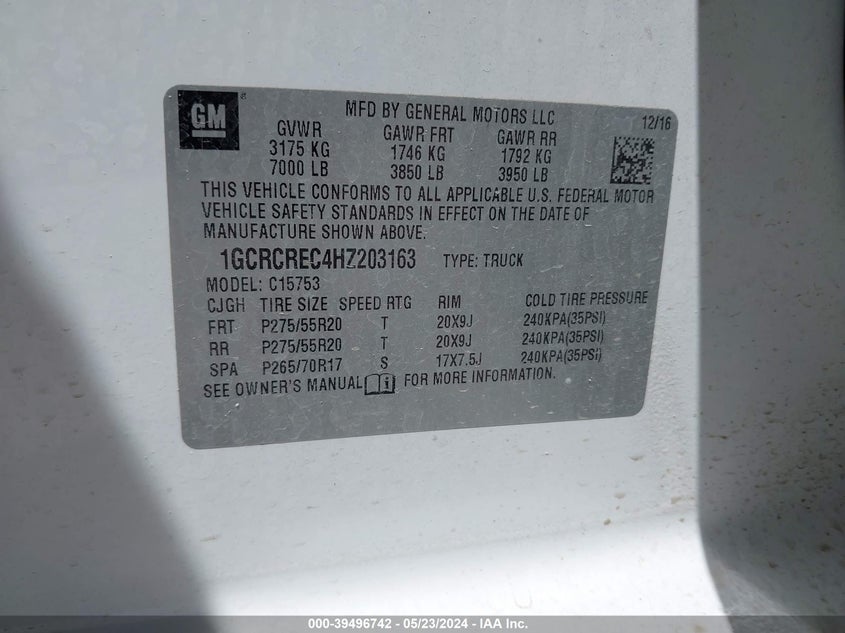 GM
MFD BY GENERAL MOTORS LLC 12/16
GVWR GAWR FRT GAWR RR
3175 KG 1746 KG 1792 KG
7000 LB 3850 LB 3950 LB
THIS VEHICLE CONFORMS TO ALL APPLICABLE U.S. FEDERAL MOTOR
VEHICLE SAFETY STANDARDS IN EFFECT ON THE DATE OF
MANUFACTURE SHOWN ABOVE.
1GCRCREC4HZ203163 TYPE: TRUCK
MODEL: C15753
CJGH TIRE SIZE SPEED RTG RIM COLD TIRE PRESSURE
FRT P275/55R20 T 20X9J 240KPA(35PSI)
RR P275/55R20 T 20X9J 240KPA(35PSI)
SPA P265/70R17 S 17X7.5J 240KPA(35PSI)
SEE OWNER'S MANUAL FOR MORE INFORMATION.
000-39496742 - 05/23/2024 - IAA Inc.